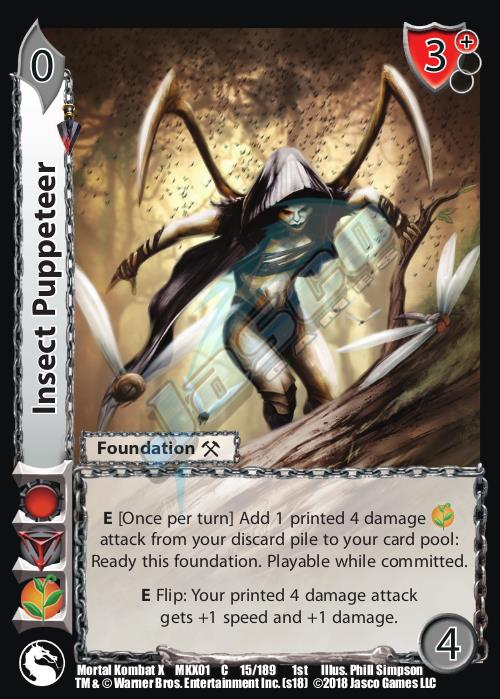 0
3
+
Insect Puppeteer
Jasco
Foundation
E [Once per turn] Add 1 printed 4 damage
attack from your discard pile to your card pool:
Ready this foundation. Playable while committed.
E Flip: Your printed 4 damage attack
gets +1 speed and +1 damage.
4
Mortal Kombat X MKX01 C 15/189 1st Illus. Phill Simpson
TM & © Warner Bros. Entertainment Inc. (s18) ©2018 Jasco Games LLC